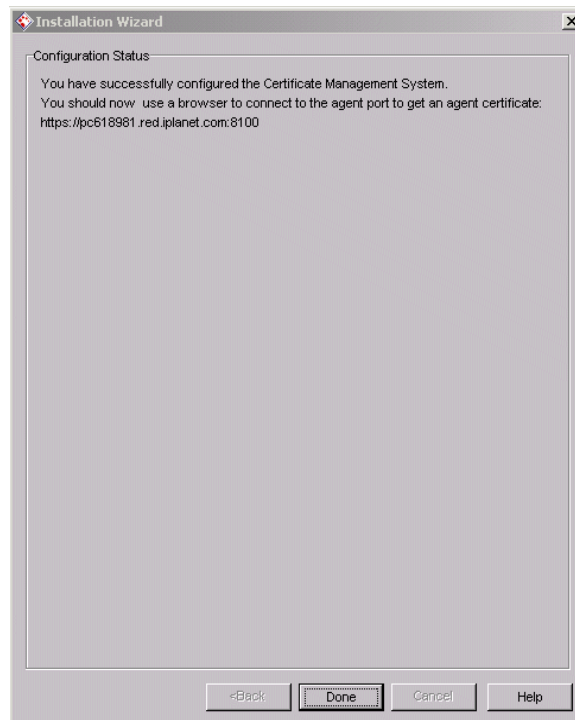 Installation Wizard
Configuration Status
You have successfully configured the Certificate Management System.
You should now use a browser to connect to the agent port to get an agent certificate:
https://pc618981.red.iplanet.com:8100
<Back Done Cancel Help